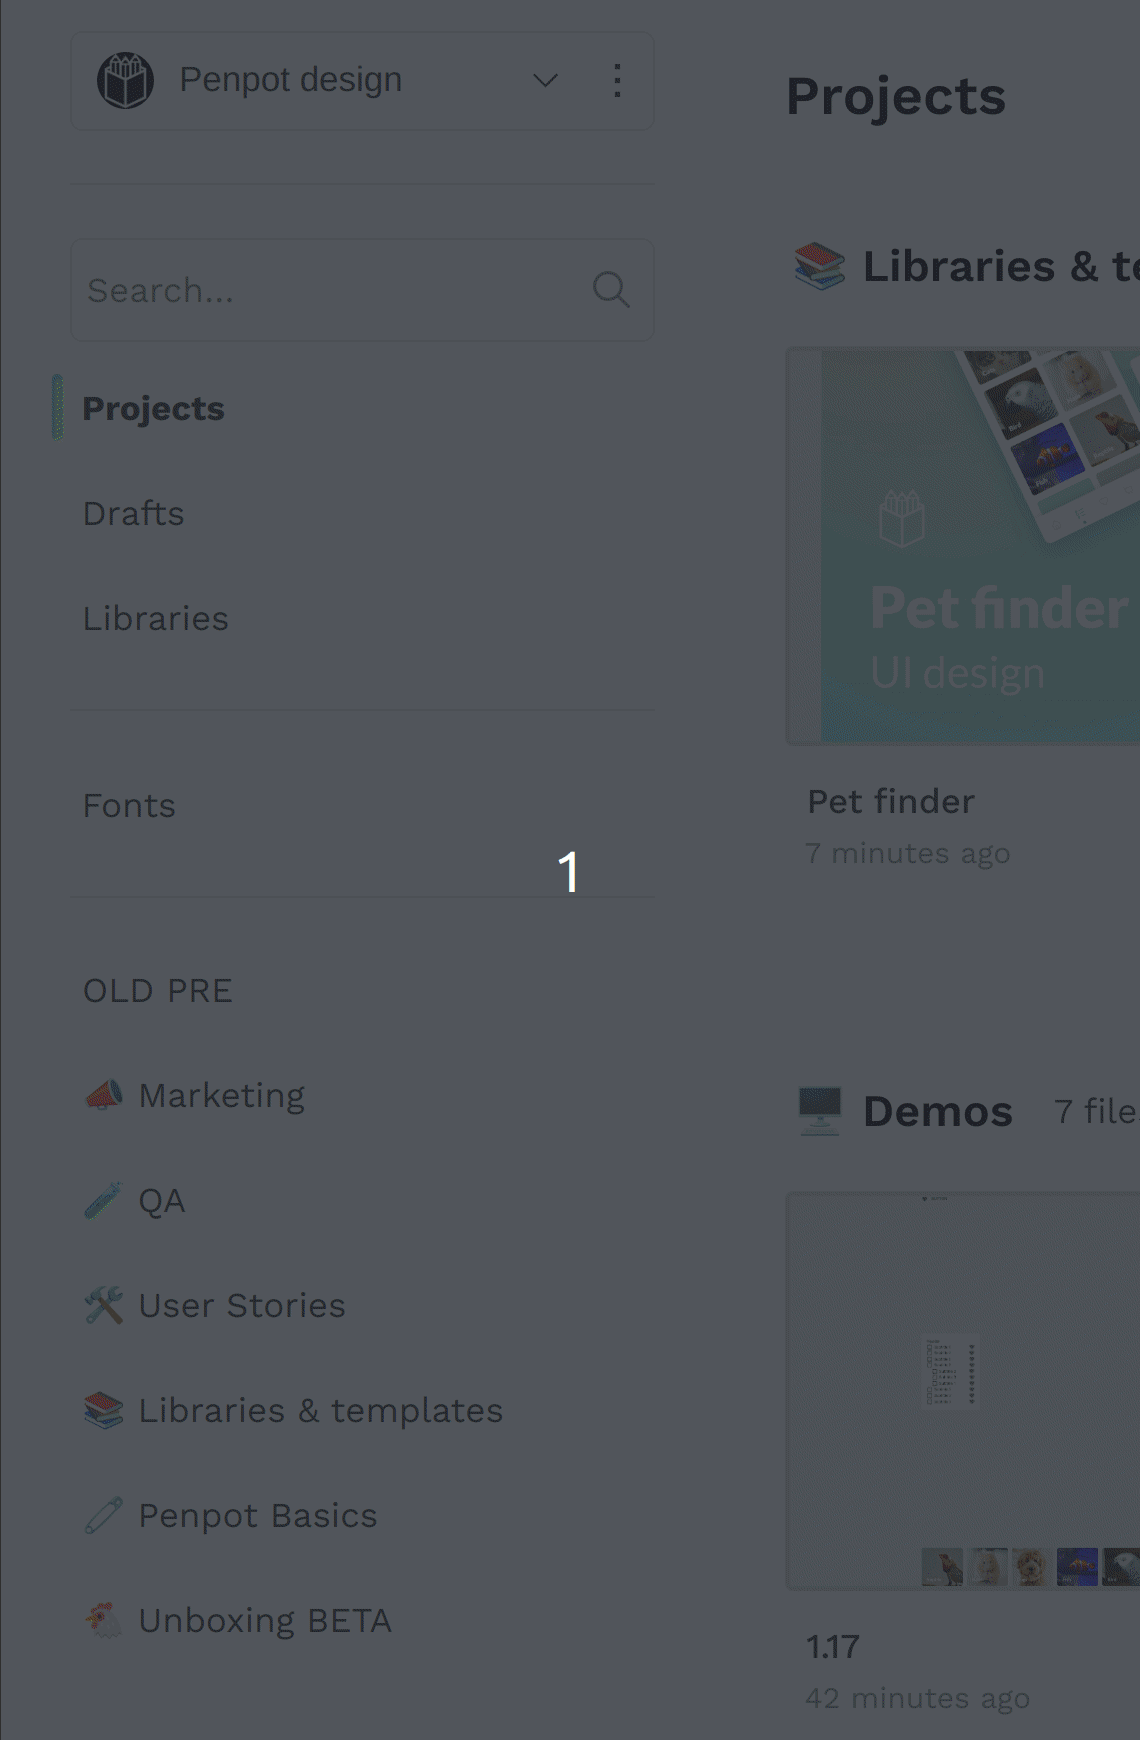 Penpot design
Search...
Projects
Drafts
Libraries
Fonts
1
OLD PRE
📣 Marketing
🧪 QA
🛠️ User Stories
📚 Libraries & templates
🧷 Penpot Basics
🐔 Unboxing BETA
Projects
📚 Libraries & te
Pet finder
UI design
Pet finder
7 minutes ago
🖥️ Demos 7 file
1.17
42 minutes ago